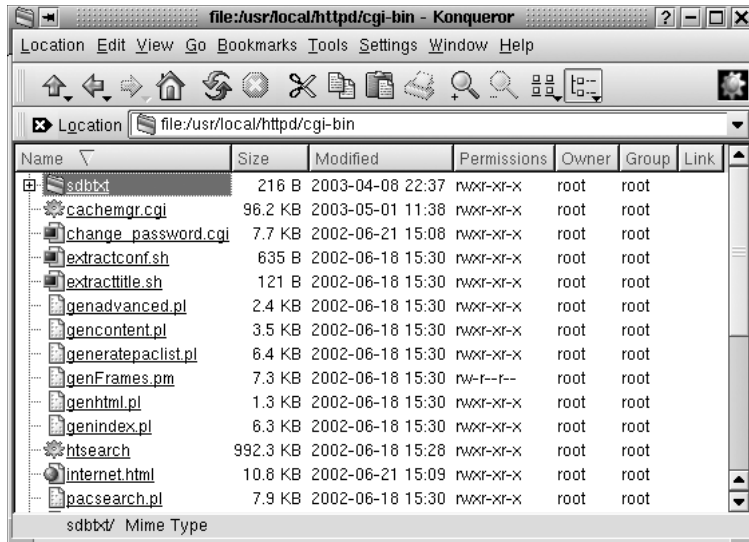 file:/usr/local/httpd/cgi-bin - Konqueror
Location Edit View Go Bookmarks Tools Settings Window Help
Location file:/usr/local/httpd/cgi-bin
Name Size Modified Permissions Owner Group Link
sdbtxt 216 B 2003-04-08 22:37 rwxr-xr-x root root
cachemgr.cgi 96.2 KB 2003-05-01 11:38 rwxr-xr-x root root
change_password.cgi 7.7 KB 2002-06-21 15:08 rwxr-xr-x root root
extractconf.sh 635 B 2002-06-18 15:30 rwxr-xr-x root root
extracttitle.sh 121 B 2002-06-18 15:30 rwxr-xr-x root root
genadvanced.pl 2.4 KB 2002-06-18 15:30 rwxr-xr-x root root
gencontent.pl 3.5 KB 2002-06-18 15:30 rwxr-xr-x root root
generatepaclist.pl 6.4 KB 2002-06-18 15:30 rwxr-xr-x root root
genFrames.pm 7.3 KB 2002-06-18 15:30 rw-r--r-- root root
genhtml.pl 1.3 KB 2002-06-18 15:30 rwxr-xr-x root root
genindex.pl 6.3 KB 2002-06-18 15:30 rwxr-xr-x root root
htsearch 992.3 KB 2002-06-18 15:28 rwxr-xr-x root root
internet.html 10.8 KB 2002-06-21 15:09 rwxr-xr-x root root
pacsearch.pl 7.9 KB 2002-06-18 15:30 rwxr-xr-x root root
sdbtxt/ Mime Type